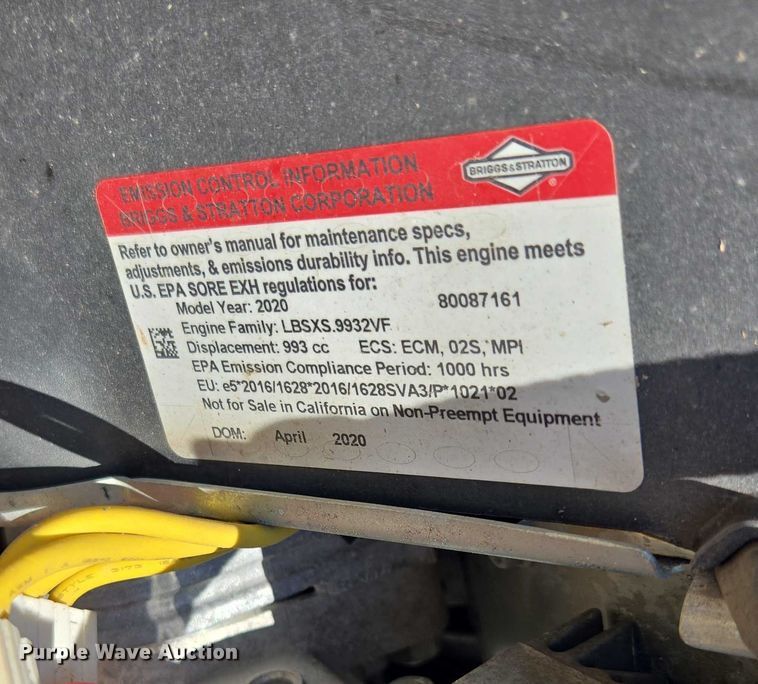 EMISSION CONTROL INFORMATION
BRIGGS & STRATTON CORPORATION
BRIGGS&STRATTON
®
Refer to owner's manual for maintenance specs,
adjustments, & emissions durability info. This engine meets
U.S. EPA SORE EXH regulations for:
Model Year: 2020 80087161
Engine Family: LBSXS.9932VF
Displacement: 993 cc ECS: ECM, 02S, MPI
EPA Emission Compliance Period: 1000 hrs
EU: e5*2016/1628*2016/1628SVA3/P*1021*02
Not for Sale in California on Non-Preempt Equipment
DOM: April 2020
STYLE 3173
Purple Wave Auction